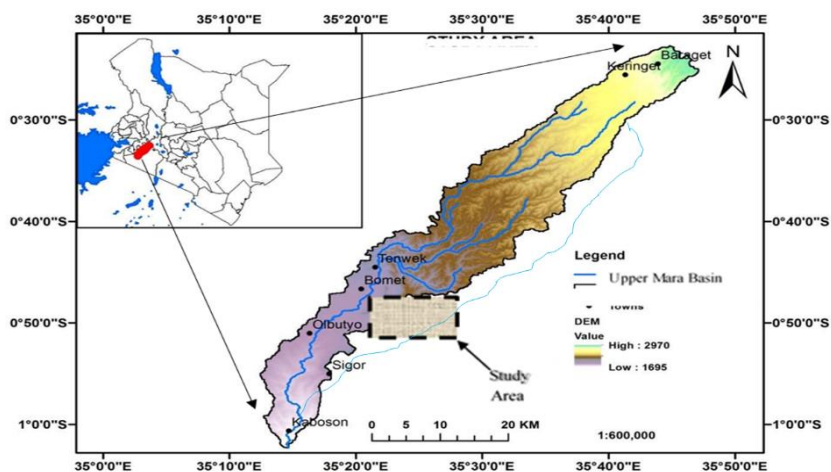 35°0'0"E 35°10'0"E 35°20'0"E 35°30'0"E 35°40'0"E 35°50'0"E
STUDY AREA
Bataget
Keringet
N
0°30'0"S 0°30'0"S
0°40'0"S 0°40'0"S
Tenwek
Bomet
Legend
Upper Mara Basin
Towns
DEM
Value
High : 2970
Low : 1695
0°50'0"S 0°50'0"S
Olbutyo
Sigor
Study
Area
Kaboson
1°0'0"S 1°0'0"S
0 5 10 20 KM
1:600,000
35°0'0"E 35°10'0"E 35°20'0"E 35°30'0"E 35°40'0"E 35°50'0"E